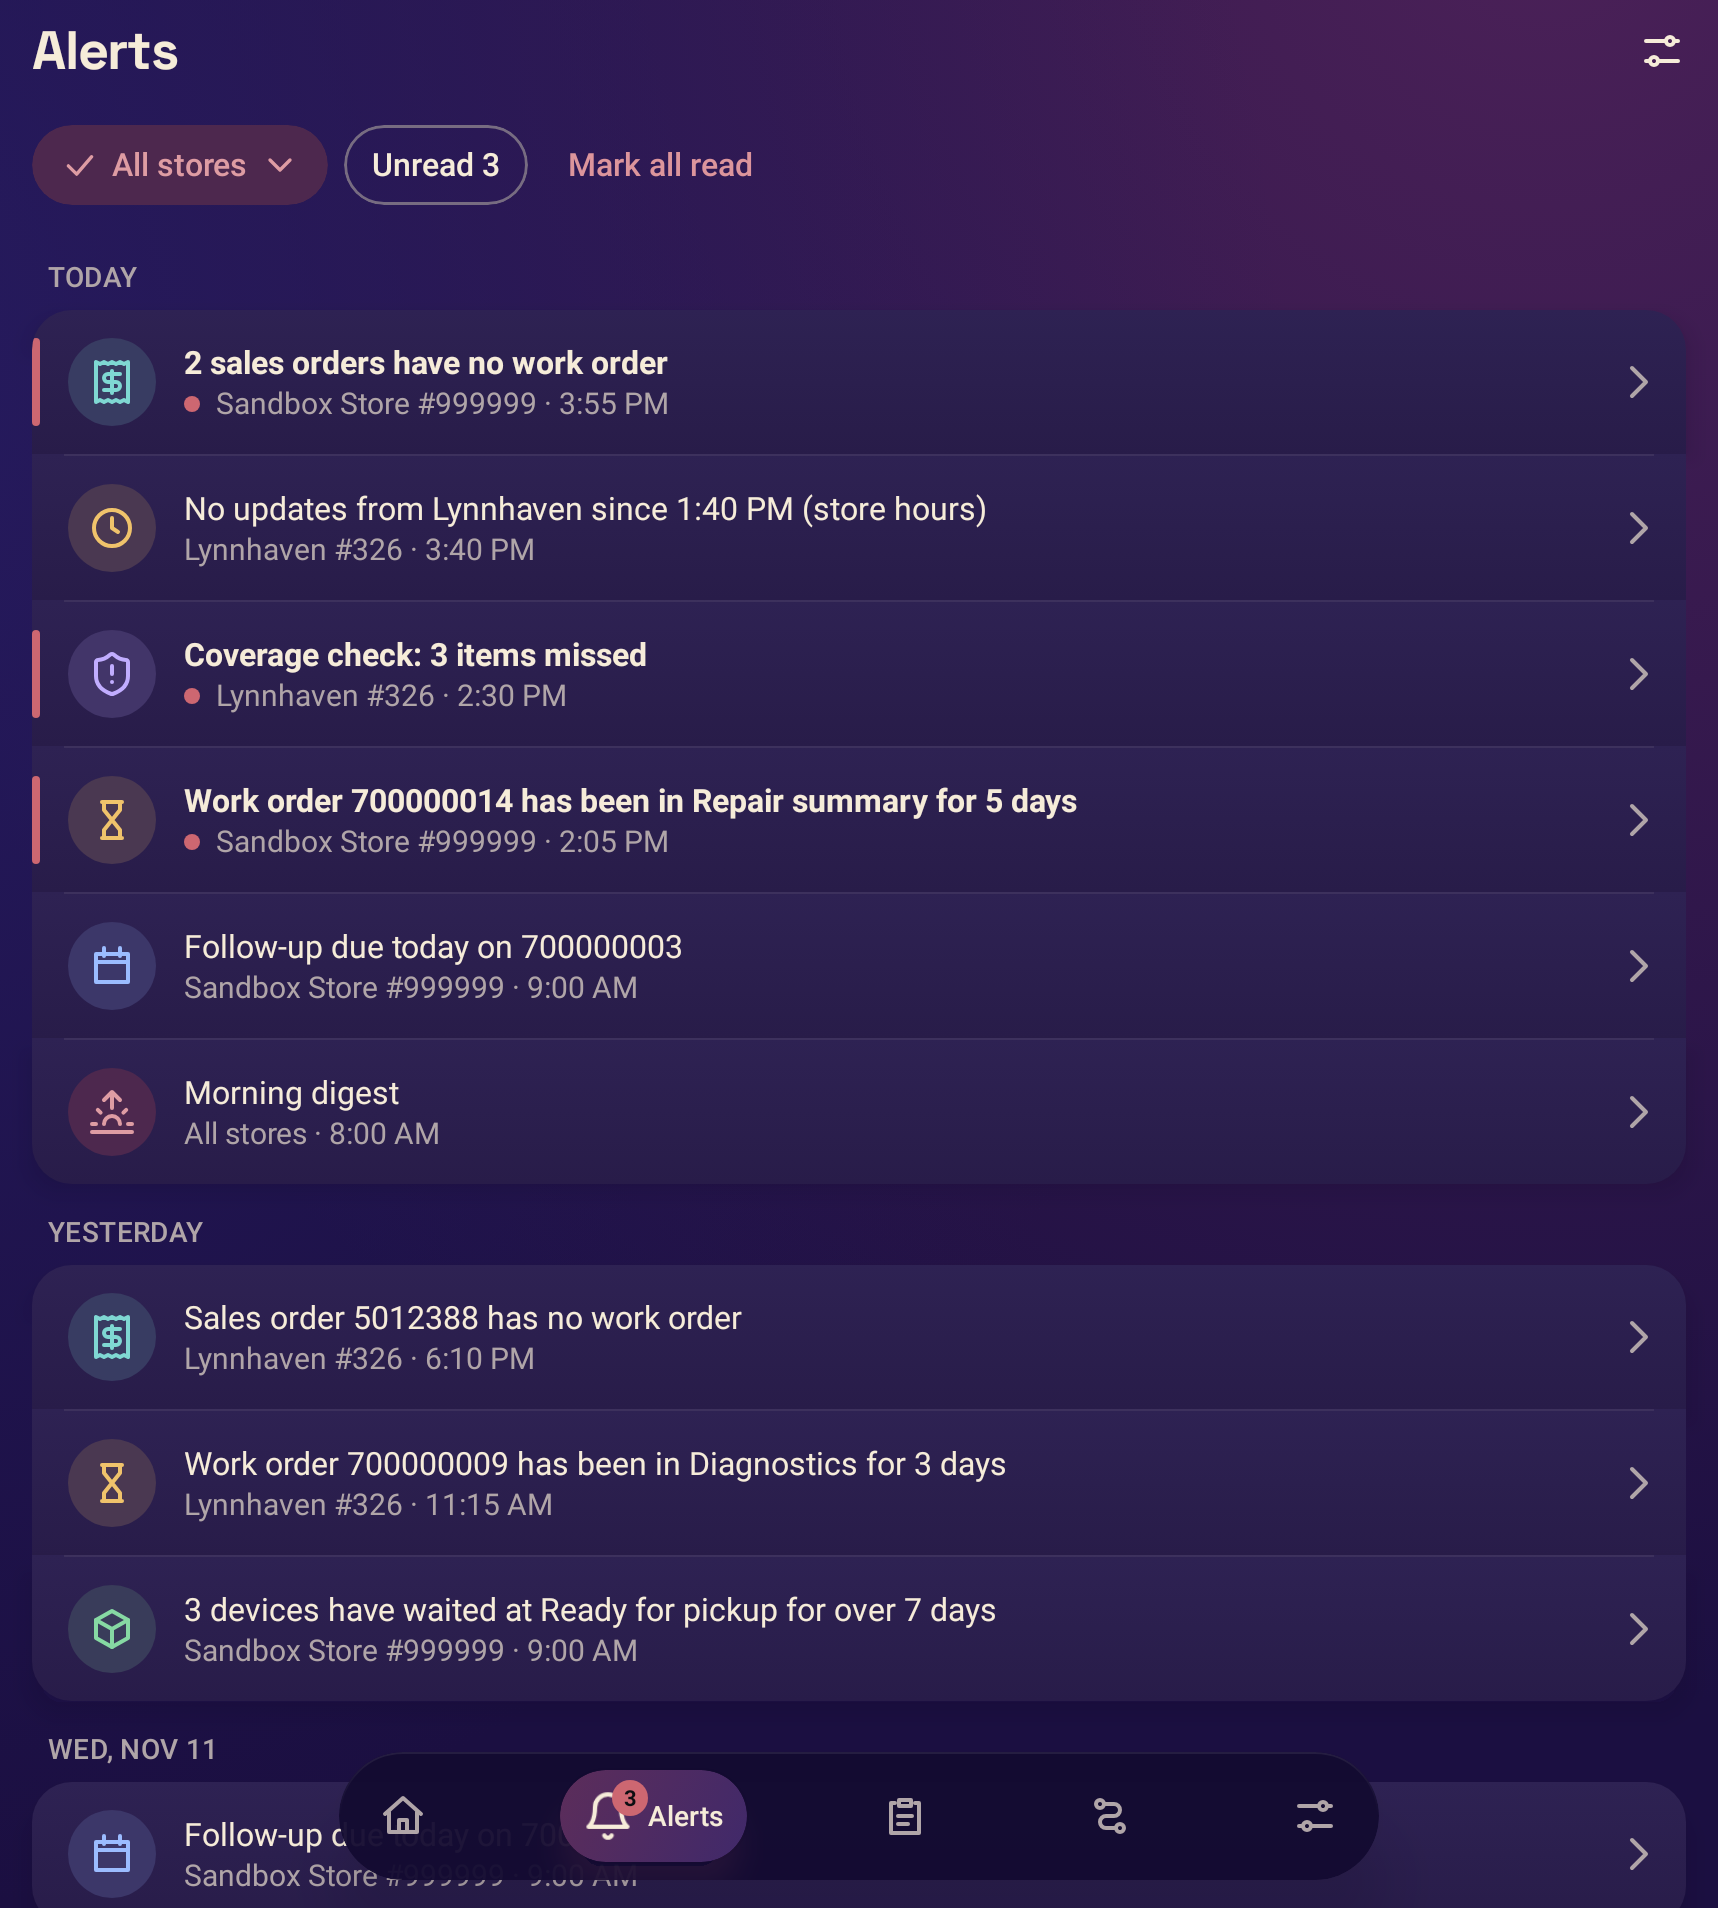 Alerts
All stores
Unread 3
Mark all read
TODAY
2 sales orders have no work order
Sandbox Store #999999 · 3:55 PM
No updates from Lynnhaven since 1:40 PM (store hours)
Lynnhaven #326 · 3:40 PM
Coverage check: 3 items missed
Lynnhaven #326 · 2:30 PM
Work order 700000014 has been in Repair summary for 5 days
Sandbox Store #999999 · 2:05 PM
Follow-up due today on 700000003
Sandbox Store #999999 · 9:00 AM
Morning digest
All stores · 8:00 AM
YESTERDAY
Sales order 5012388 has no work order
Lynnhaven #326 · 6:10 PM
Work order 700000009 has been in Diagnostics for 3 days
Lynnhaven #326 · 11:15 AM
3 devices have waited at Ready for pickup for over 7 days
Sandbox Store #999999 · 9:00 AM
WED, NOV 11
Follow-up due today on
Sandbox Store #999999 · 9:00 AM
3
Alerts